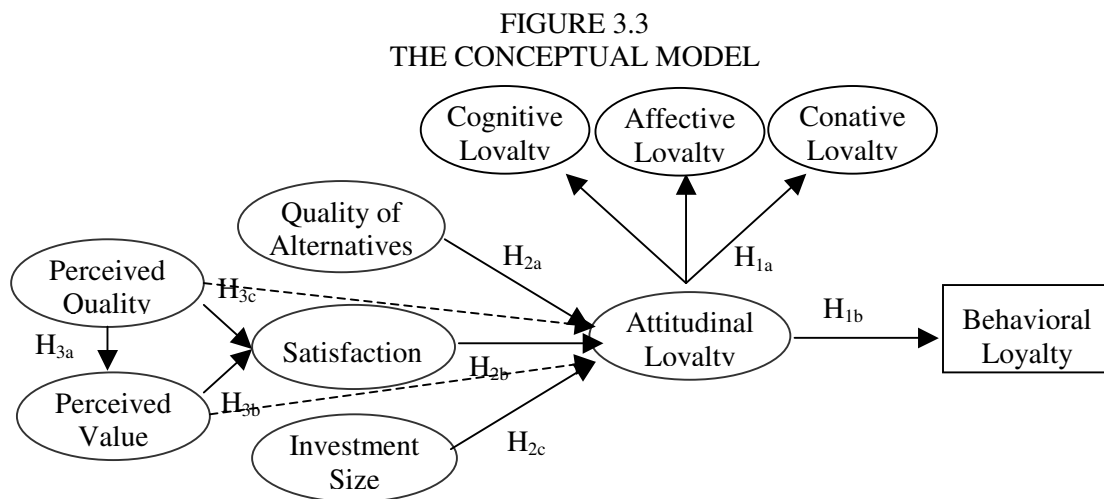 FIGURE 3.3
THE CONCEPTUAL MODEL
Cognitive
Loyalty
Affective
Loyalty
Conative
Loyalty
Quality of
Alternatives
H2a
H1a
Perceived
Quality
H3c
H1b
Attitudinal
Loyalty
Behavioral
Loyalty
H3a
Satisfaction
H2b
Perceived
Value
H3b
Investment
Size
H2c